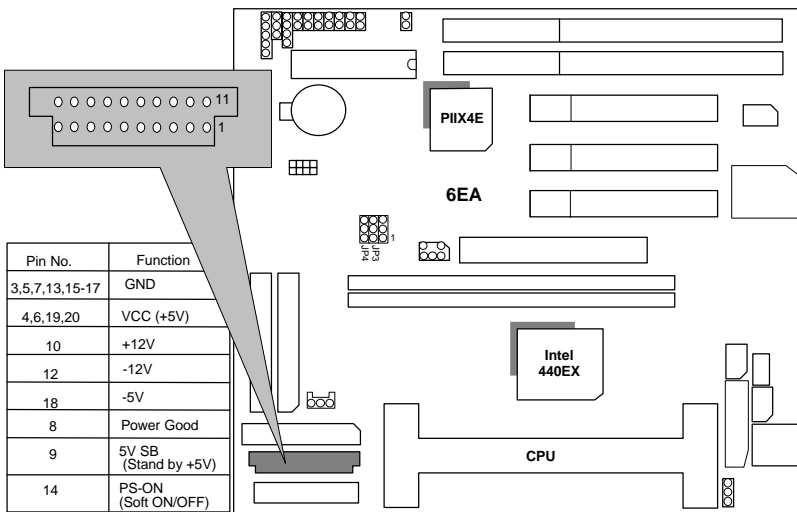 11
1
PIIX4E
6EA
1
JP4
JP3
Pin No. Function
3,5,7,13,15-17 GND
4,6,19,20 VCC (+5V)
10 +12V
12 -12V
18 -5V
8 Power Good
9 5V SB
(Stand by +5V)
14 PS-ON
(Soft ON/OFF)
Intel
440EX
CPU